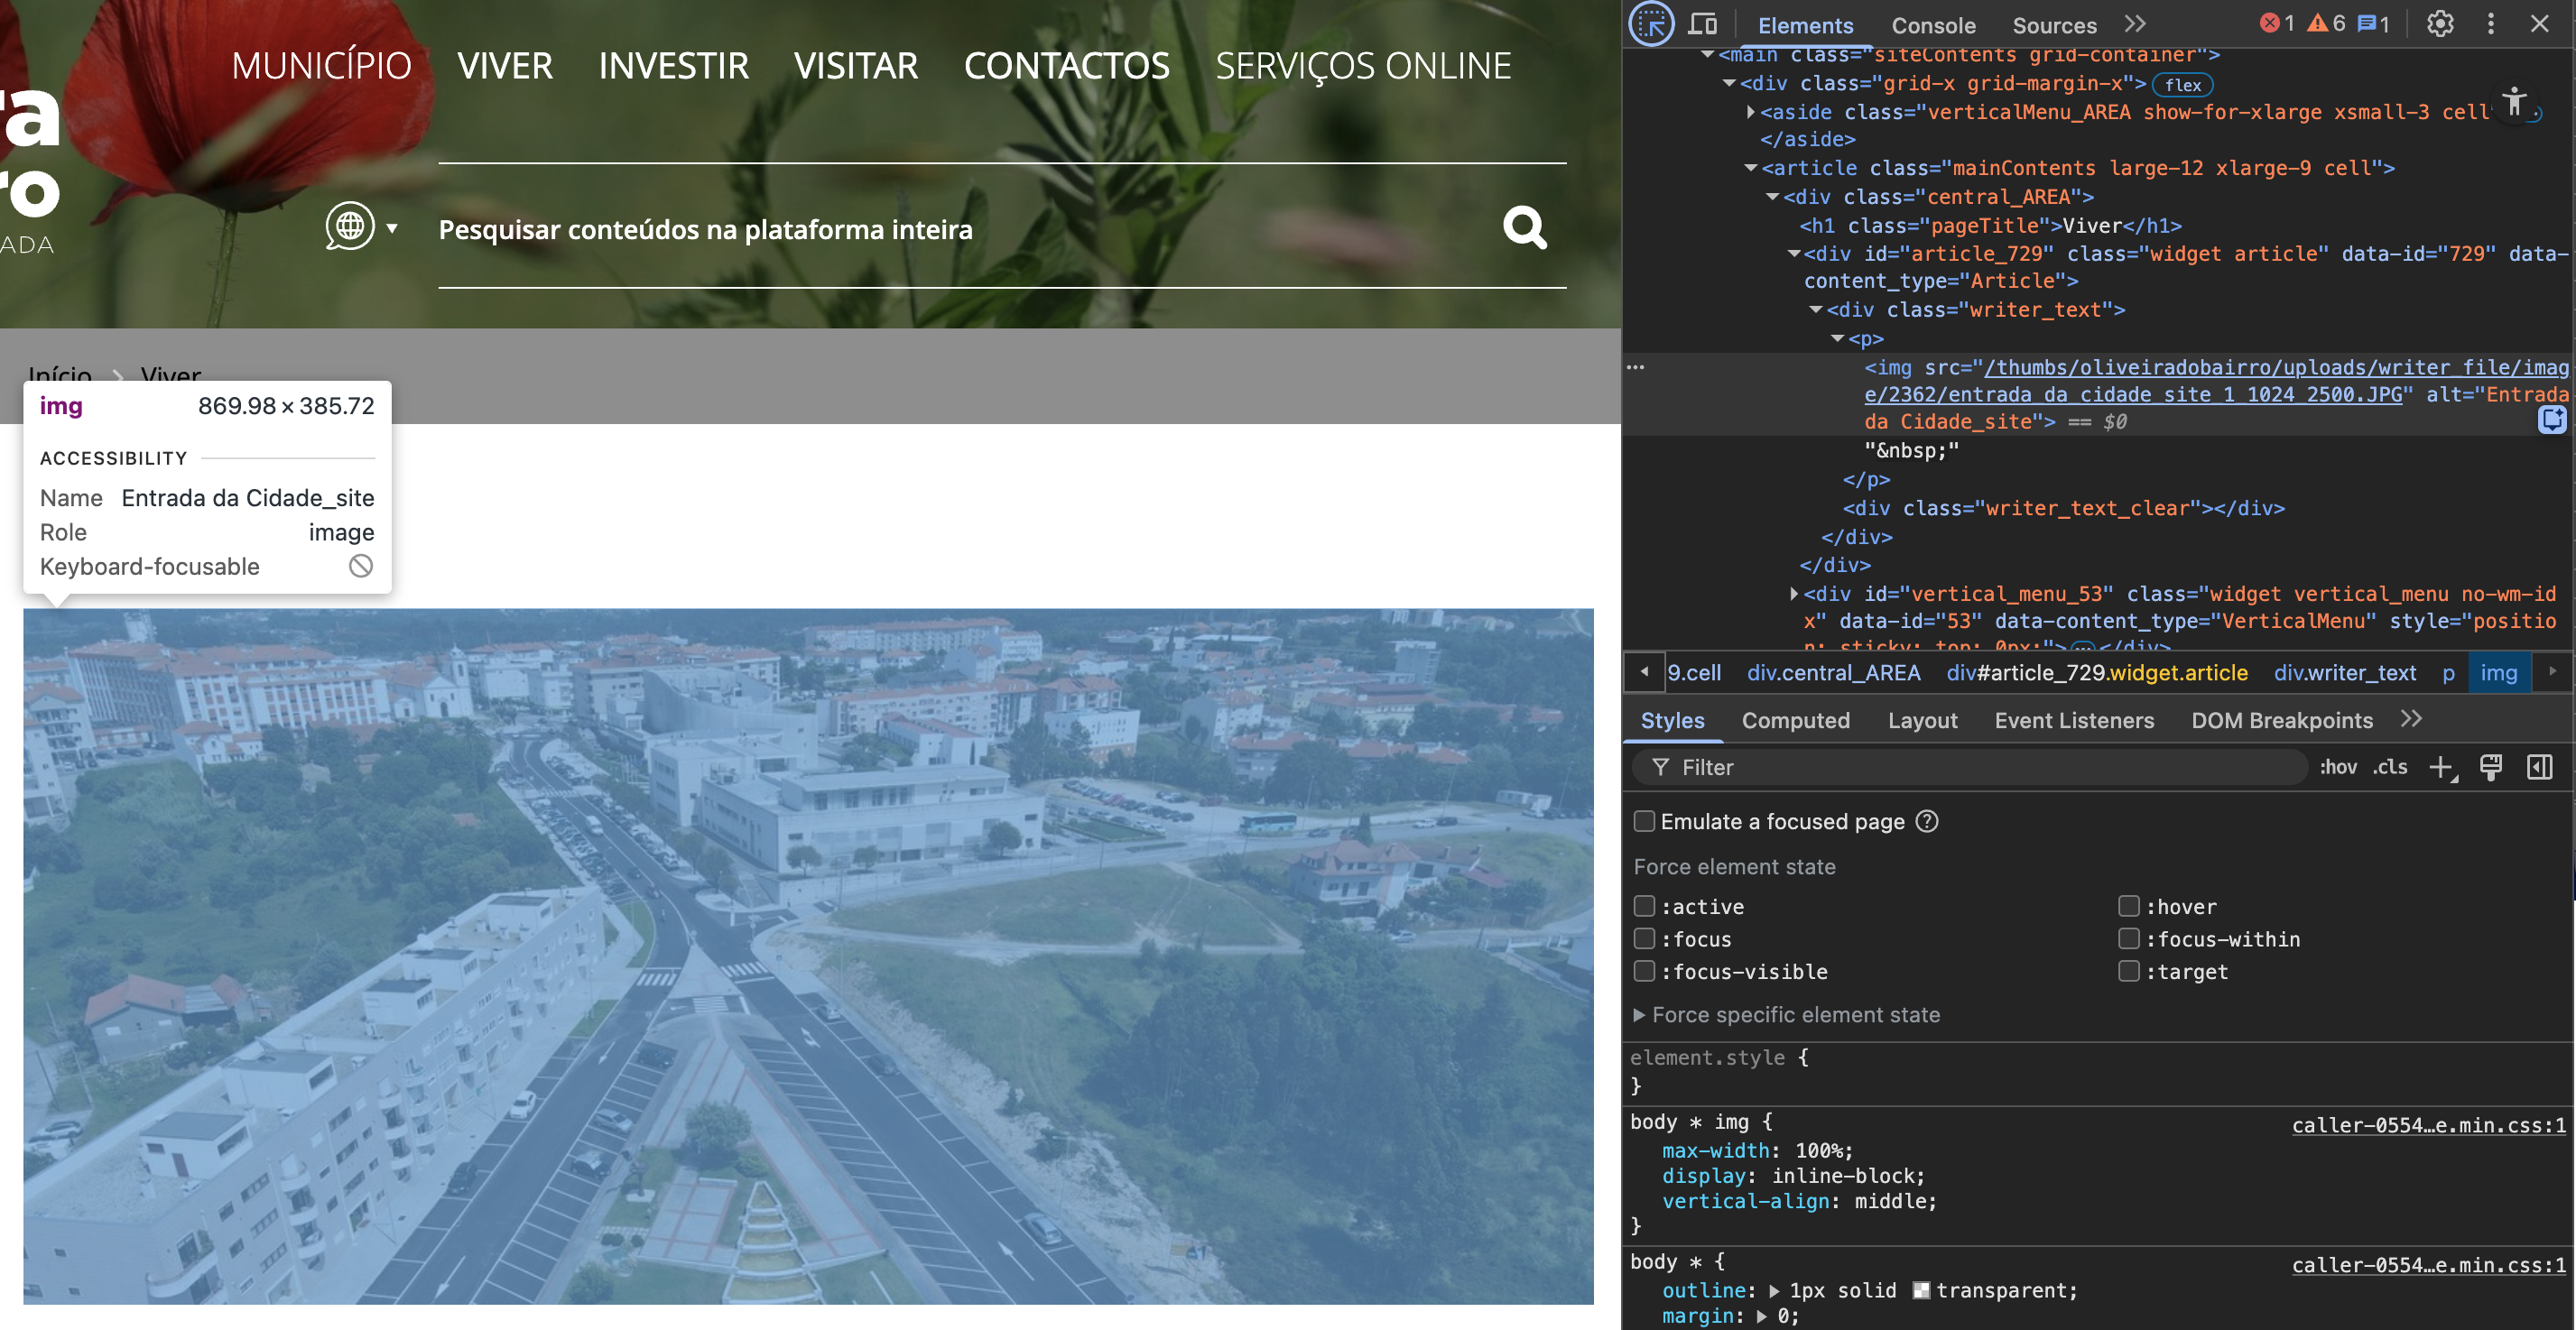 MUNICÍPIO VIVER INVESTIR VISITAR CONTACTOS SERVIÇOS ONLINE
ra
ro
ADA
Pesquisar conteúdos na plataforma inteira
Início > Viver
img 869.98 × 385.72
ACCESSIBILITY
Name Entrada da Cidade_site
Role image
Keyboard-focusable
Elements Console Sources 1 6 1
<main class="siteContents grid-container">
<div class="grid-x grid-margin-x"> flex
<aside class="verticalMenu_AREA show-for-xlarge xsmall-3 cell
</aside>
<article class="mainContents large-12 xlarge-9 cell">
<div class="central_AREA">
<h1 class="pageTitle">Viver</h1>
<div id="article_729" class="widget article" data-id="729" data-
content_type="Article">
<div class="writer_text">
<p>
<img src="/thumbs/oliveiradobairro/uploads/writer_file/imag
e/2362/entrada_da_cidade_site_1_1024_2500.JPG" alt="Entrada
da Cidade_site"> == $0
"&nbsp;"
</p>
<div class="writer_text_clear"></div>
</div>
</div>
<div id="vertical_menu_53" class="widget vertical_menu no-wm-id
x" data-id="53" data-content_type="VerticalMenu" style="positio
n: sticky; top: 0px;">…</div>
9.cell div.central_AREA div#article_729.widget.article div.writer_text p img
Styles Computed Layout Event Listeners DOM Breakpoints
Filter :hov .cls
Emulate a focused page
Force element state
:active :hover
:focus :focus-within
:focus-visible :target
Force specific element state
element.style {
}
body * img { caller-0554…e.min.css:1
max-width: 100%;
display: inline-block;
vertical-align: middle;
}
body * { caller-0554…e.min.css:1
outline: 1px solid transparent;
margin: 0;